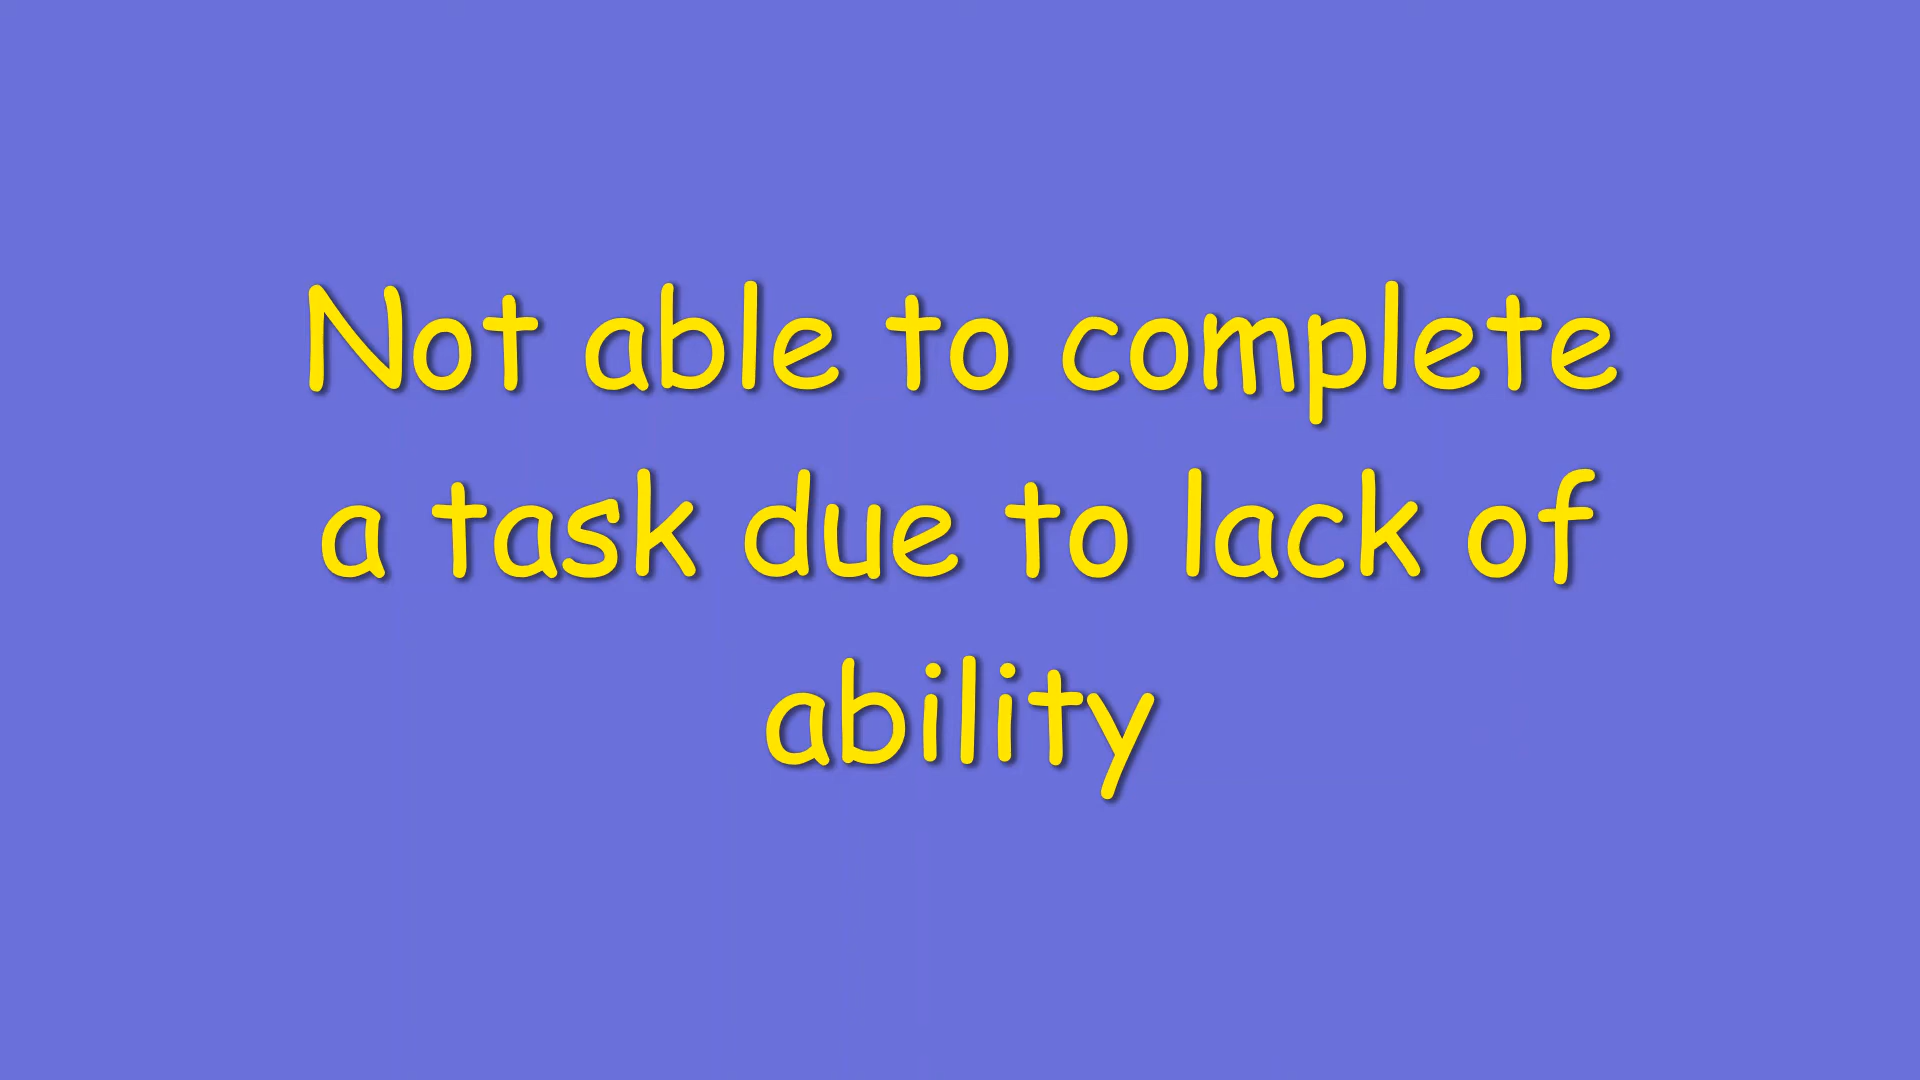 Not able to complete
a task due to lack of
ability